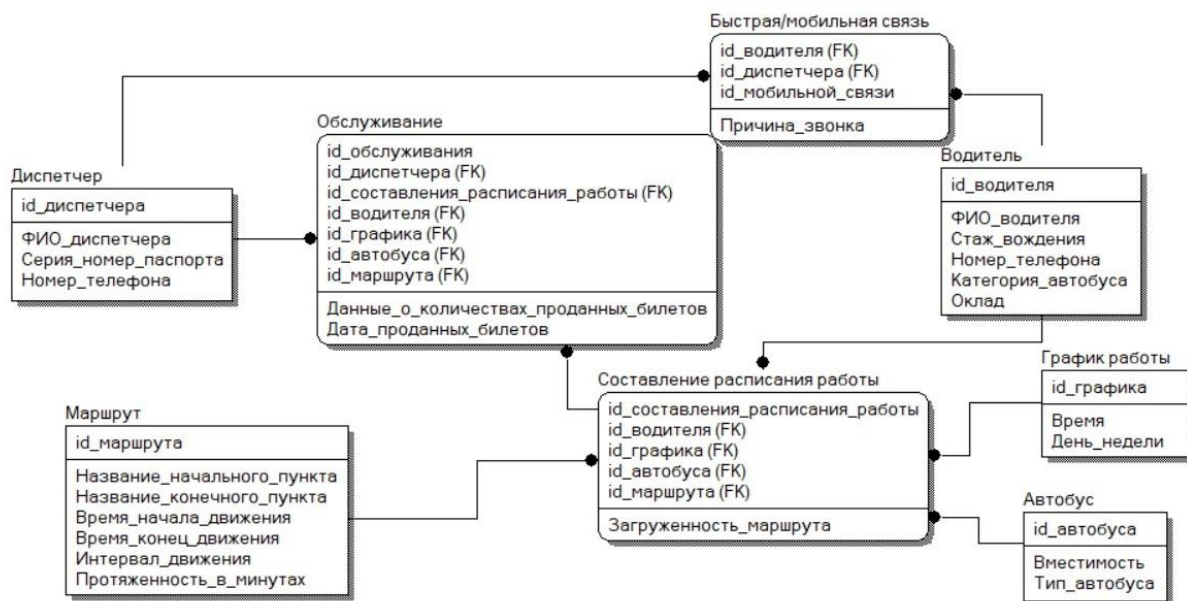 Быстрая/мобильная связь
id_водителя (FK)
id_диспетчера (FK)
id_мобильной_связи
Причина_звонка
Обслуживание
id_обслуживания
id_диспетчера (FK)
id_составления_расписания_работы (FK)
id_водителя (FK)
id_графика (FK)
id_автобуса (FK)
id_маршрута (FK)
Данные_о_количествах_проданных_билетов
Дата_проданных_билетов
Водитель
id_водителя
ФИО_водителя
Стаж_вождения
Номер_телефона
Категория_автобуса
Оклад
Диспетчер
id_диспетчера
ФИО_диспетчера
Серия_номер_паспорта
Номер_телефона
График работы
id_графика
Время
День_недели
Составление расписания работы
id_составления_расписания_работы
id_водителя (FK)
id_графика (FK)
id_автобуса (FK)
id_маршрута (FK)
Загруженность_маршрута
Маршрут
id_маршрута
Название_начального_пункта
Название_конечного_пункта
Время_начала_движения
Время_конец_движения
Интервал_движения
Протяженность_в_минутах
Автобус
id_автобуса
Вместимость
Тип_автобуса